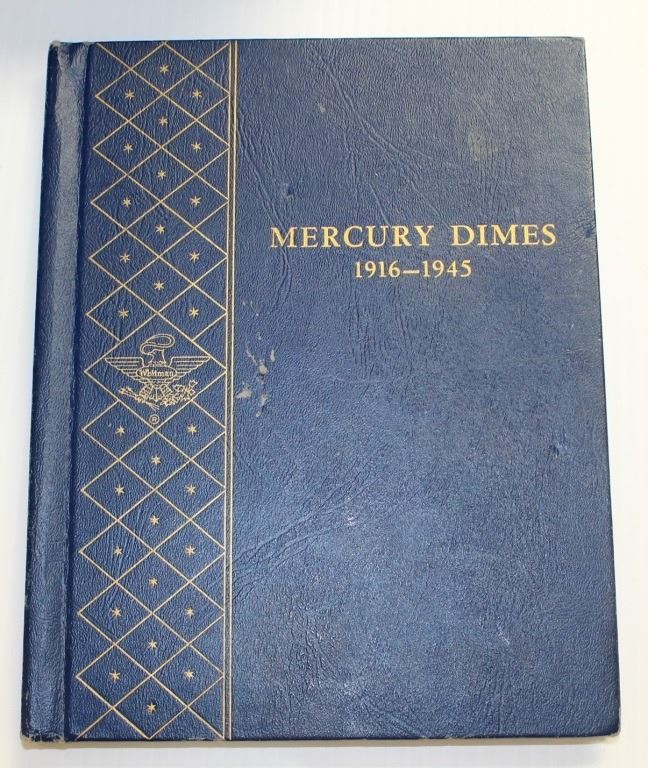 MERCURY DIMES
1916–1945
Whitman
®